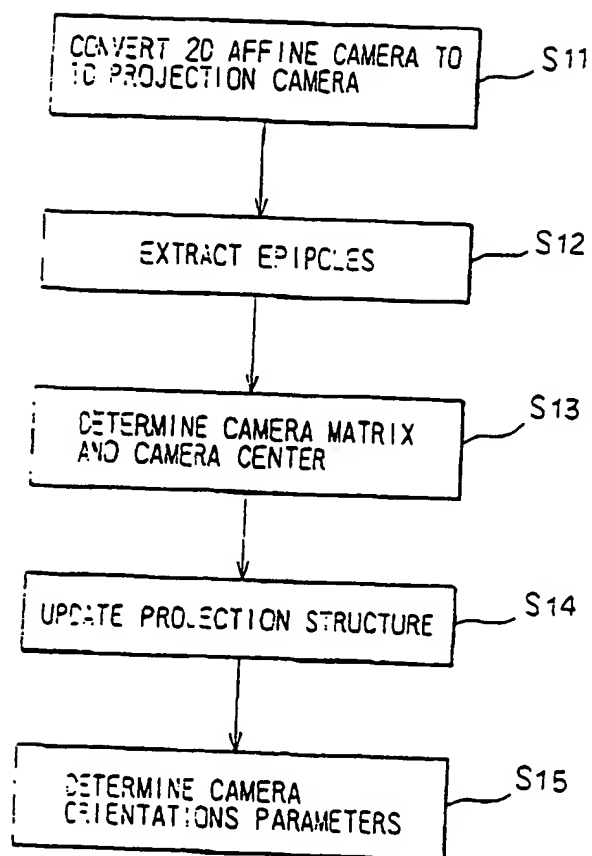 CONVERT 2D AFFINE CAMERA TO
1D PROJECTION CAMERA
S11
EXTRACT EPIPOLES
S12
DETERMINE CAMERA MATRIX
AND CAMERA CENTER
S13
UPDATE PROJECTION STRUCTURE
S14
DETERMINE CAMERA
ORIENTATIONS PARAMETERS
S15